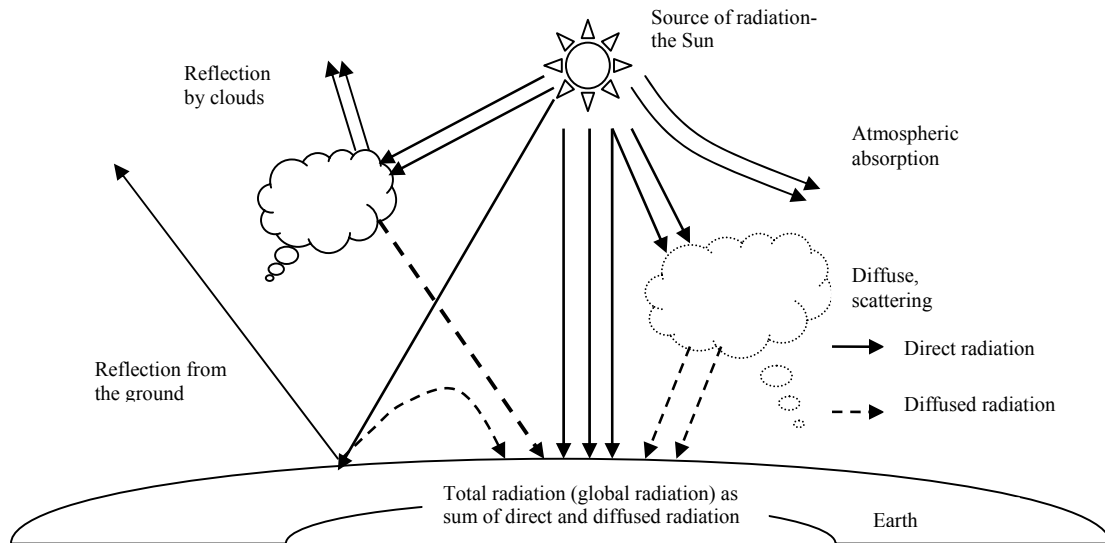 Source of radiation-
the Sun
Reflection
by clouds
Atmospheric
absorption
Diffuse,
scattering
Direct radiation
Reflection from
the ground
Diffused radiation
Total radiation (global radiation) as
sum of direct and diffused radiation
Earth